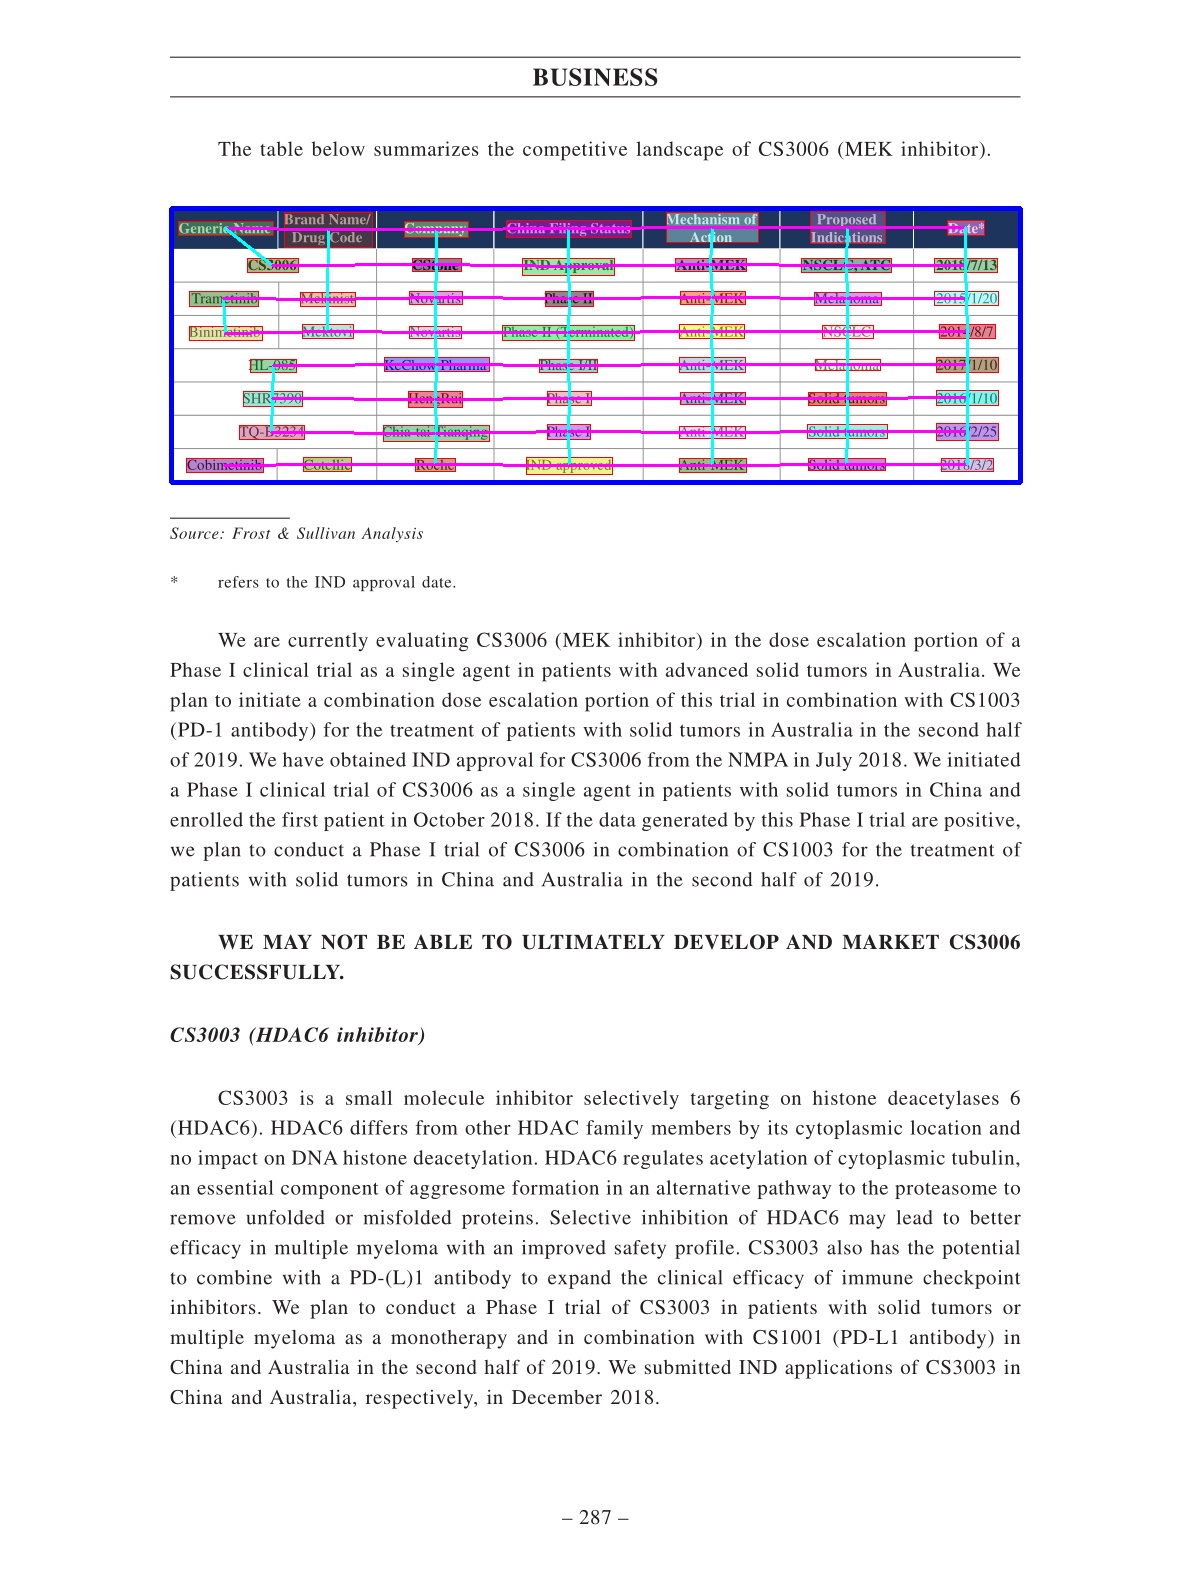 BUSINESS
The table below summarizes the competitive landscape of CS3006 (MEK inhibitor).
Generic Name Brand Name/ Drug Code Company China Filing Status Mechanism of Action Proposed Indications Date*
CS3006 CStone IND Approval Anti-MEK NSCLC, ATC 2018/7/13
Trametinib Mekinist Novartis Phase II Anti-MEK Melanoma 2015/1/20
Binimetinib Mektovi Novartis Phase II (Terminated) Anti-MEK NSCLC 2014/8/7
HL-085 KeChow Pharma Phase I/II Anti-MEK Melanoma 2017/1/10
SHR7390 HengRui Phase I Anti-MEK Solid tumors 2016/1/10
TQ-B3234 Chia-tai Tianqing Phase I Anti-MEK Solid tumors 2016/2/25
Cobimetinib Cotellic Roche IND approved Anti-MEK Solid tumors 2018/3/2
Source: Frost & Sullivan Analysis
* refers to the IND approval date.
We are currently evaluating CS3006 (MEK inhibitor) in the dose escalation portion of a
Phase I clinical trial as a single agent in patients with advanced solid tumors in Australia. We
plan to initiate a combination dose escalation portion of this trial in combination with CS1003
(PD-1 antibody) for the treatment of patients with solid tumors in Australia in the second half
of 2019. We have obtained IND approval for CS3006 from the NMPA in July 2018. We initiated
a Phase I clinical trial of CS3006 as a single agent in patients with solid tumors in China and
enrolled the first patient in October 2018. If the data generated by this Phase I trial are positive,
we plan to conduct a Phase I trial of CS3006 in combination of CS1003 for the treatment of
patients with solid tumors in China and Australia in the second half of 2019.
WE MAY NOT BE ABLE TO ULTIMATELY DEVELOP AND MARKET CS3006
SUCCESSFULLY.
CS3003 (HDAC6 inhibitor)
CS3003 is a small molecule inhibitor selectively targeting on histone deacetylases 6
(HDAC6). HDAC6 differs from other HDAC family members by its cytoplasmic location and
no impact on DNA histone deacetylation. HDAC6 regulates acetylation of cytoplasmic tubulin,
an essential component of aggresome formation in an alternative pathway to the proteasome to
remove unfolded or misfolded proteins. Selective inhibition of HDAC6 may lead to better
efficacy in multiple myeloma with an improved safety profile. CS3003 also has the potential
to combine with a PD-(L)1 antibody to expand the clinical efficacy of immune checkpoint
inhibitors. We plan to conduct a Phase I trial of CS3003 in patients with solid tumors or
multiple myeloma as a monotherapy and in combination with CS1001 (PD-L1 antibody) in
China and Australia in the second half of 2019. We submitted IND applications of CS3003 in
China and Australia, respectively, in December 2018.
– 287 –